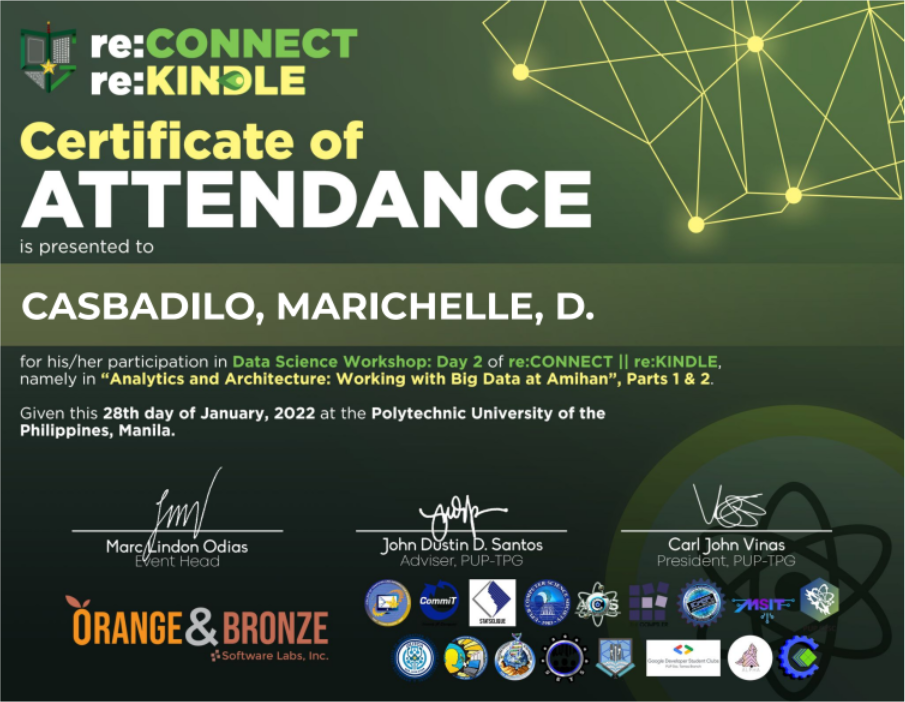 re:CONNECT
re:KINDLE
Certificate of
ATTENDANCE
is presented to
CASBADILO, MARICHELLE, D.
for his/her participation in Data Science Workshop: Day 2 of re:CONNECT || re:KINDLE,
namely in “Analytics and Architecture: Working with Big Data at Amihan”, Parts 1 & 2.
Given this 28th day of January, 2022 at the Polytechnic University of the
Philippines, Manila.
Marc Lindon Odias
Event Head
John Dustin D. Santos
Adviser, PUP-TPG
Carl John Vinas
President, PUP-TPG
ORANGE & BRONZE
Software Labs, Inc.
CommiT
MSIT
Google Developer Student Clubs